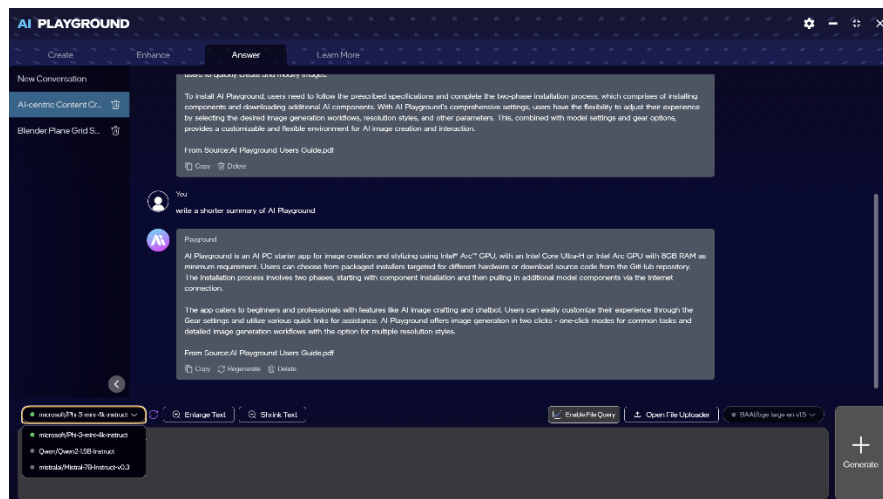 AI PLAYGROUND
Create
Enhance
Answer
Learn More
New Conversation
AI-centric Content Cr...
Blender Plane Grid S...
users to quickly create and modify images.
To install AI Playground, users need to follow the prescribed specifications and complete the two-phase installation process, which comprises of installing
components and downloading additional AI components. With AI Playground's comprehensive settings, users have the flexibility to adjust their experience
by selecting the desired image generation workflows, resolution styles, and other parameters. This, combined with model settings and gear options,
provides a customizable and flexible environment for AI image creation and interaction.
From Source:AI Playground Users Guide.pdf
Copy Delete
You
write a shorter summary of AI Playground
Ai
Playground
AI Playground is an AI PC starter app for image creation and stylizing using Intel® Arc™ GPU, with an Intel Core Ultra-H or Intel Arc GPU with 8GB RAM as
minimum requirement. Users can choose from packaged installers targeted for different hardware or download source code from the GitHub repository.
The installation process involves two phases, starting with component installation and then pulling in additional model components via the internet
connection.
The app caters to beginners and professionals with features like AI image crafting and chatbot. Users can easily customize their experience through the
Gear settings and utilize various quick links for assistance. AI Playground offers image generation in two clicks - one-click modes for common tasks and
detailed image generation workflows with the option for multiple resolution styles.
From Source:AI Playground Users Guide.pdf
Copy Regenerate Delete
microsoft/Phi-3-mini-4k-instruct
Enlarge Text
Shrink Text
Enable File Query
Open File Uploader
BAAI/bge-large-en-v1.5
microsoft/Phi-3-mini-4k-instruct
Qwen/Qwen2-1.5B-Instruct
mistralai/Mistral-7B-Instruct-v0.3
Generate